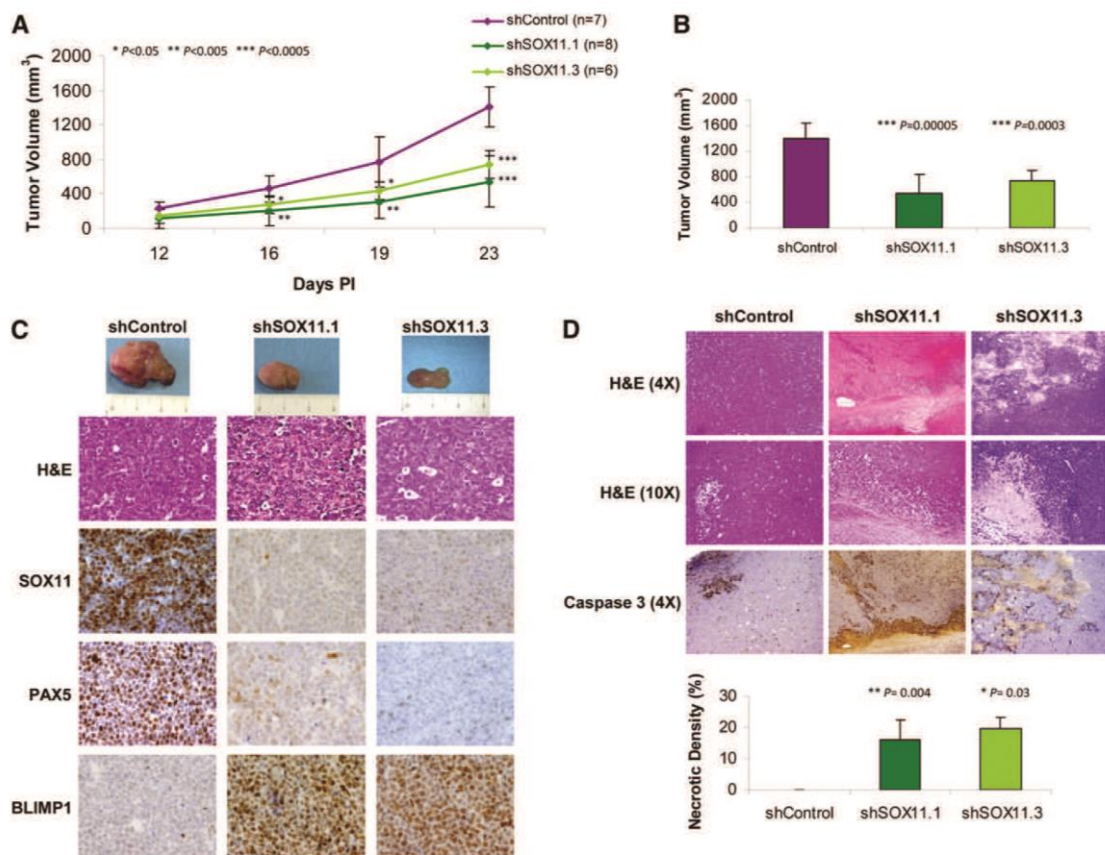 A
shControl (n=7)
shSOX11.1 (n=8)
shSOX11.3 (n=6)
* P<0.05 ** P<0.005 *** P<0.0005
Tumor Volume (mm³)
2000
1600
1200
800
400
0
*
**
*
**
***
***
12 16 19 23
Days PI
B
Tumor Volume (mm³)
2000
1600
1200
800
400
0
*** P=0.00005 *** P=0.0003
shControl shSOX11.1 shSOX11.3
C
shControl shSOX11.1 shSOX11.3
H&E
SOX11
PAX5
BLIMP1
D
shControl shSOX11.1 shSOX11.3
H&E (4X)
H&E (10X)
Caspase 3 (4X)
Necrotic Density (%)
30
20
10
0
** P= 0.004 * P= 0.03
shControl shSOX11.1 shSOX11.3